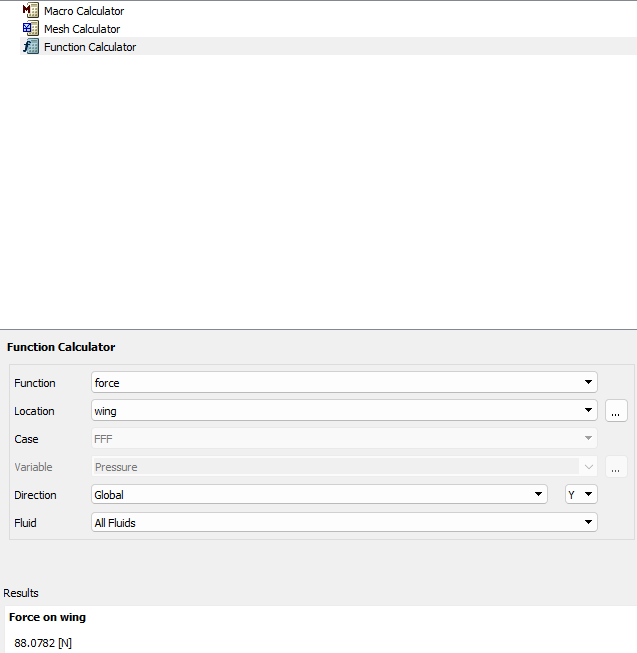 Macro Calculator
Mesh Calculator
Function Calculator
Function Calculator
Function force
Location wing ...
Case FFF
Variable Pressure ...
Direction Global Y
Fluid All Fluids
Results
Force on wing
88.0782 [N]